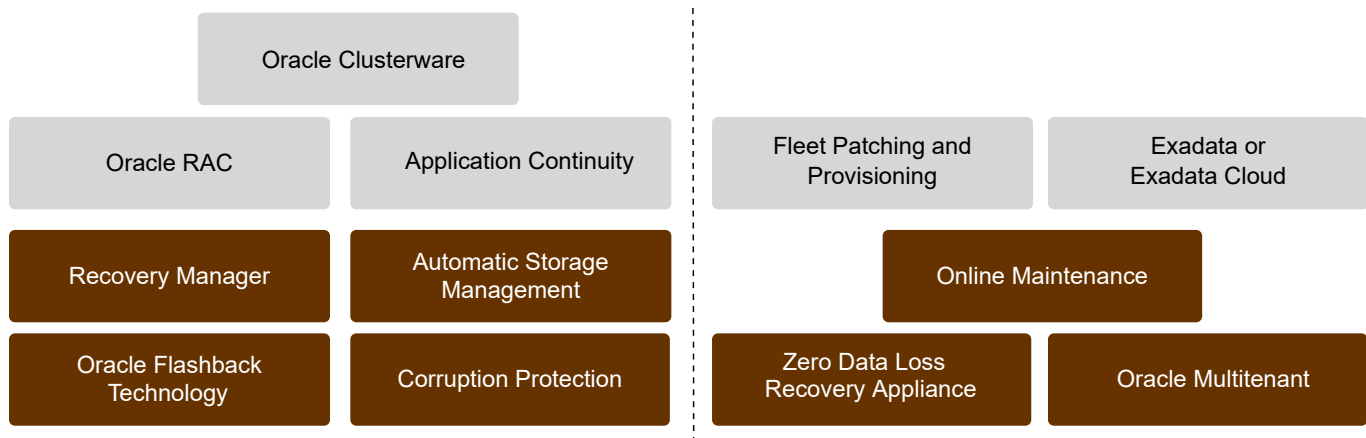 Oracle Clusterware
Oracle RAC
Application Continuity
Fleet Patching and
Provisioning
Exadata or
Exadata Cloud
Recovery Manager
Automatic Storage
Management
Online Maintenance
Oracle Flashback
Technology
Corruption Protection
Zero Data Loss
Recovery Appliance
Oracle Multitenant